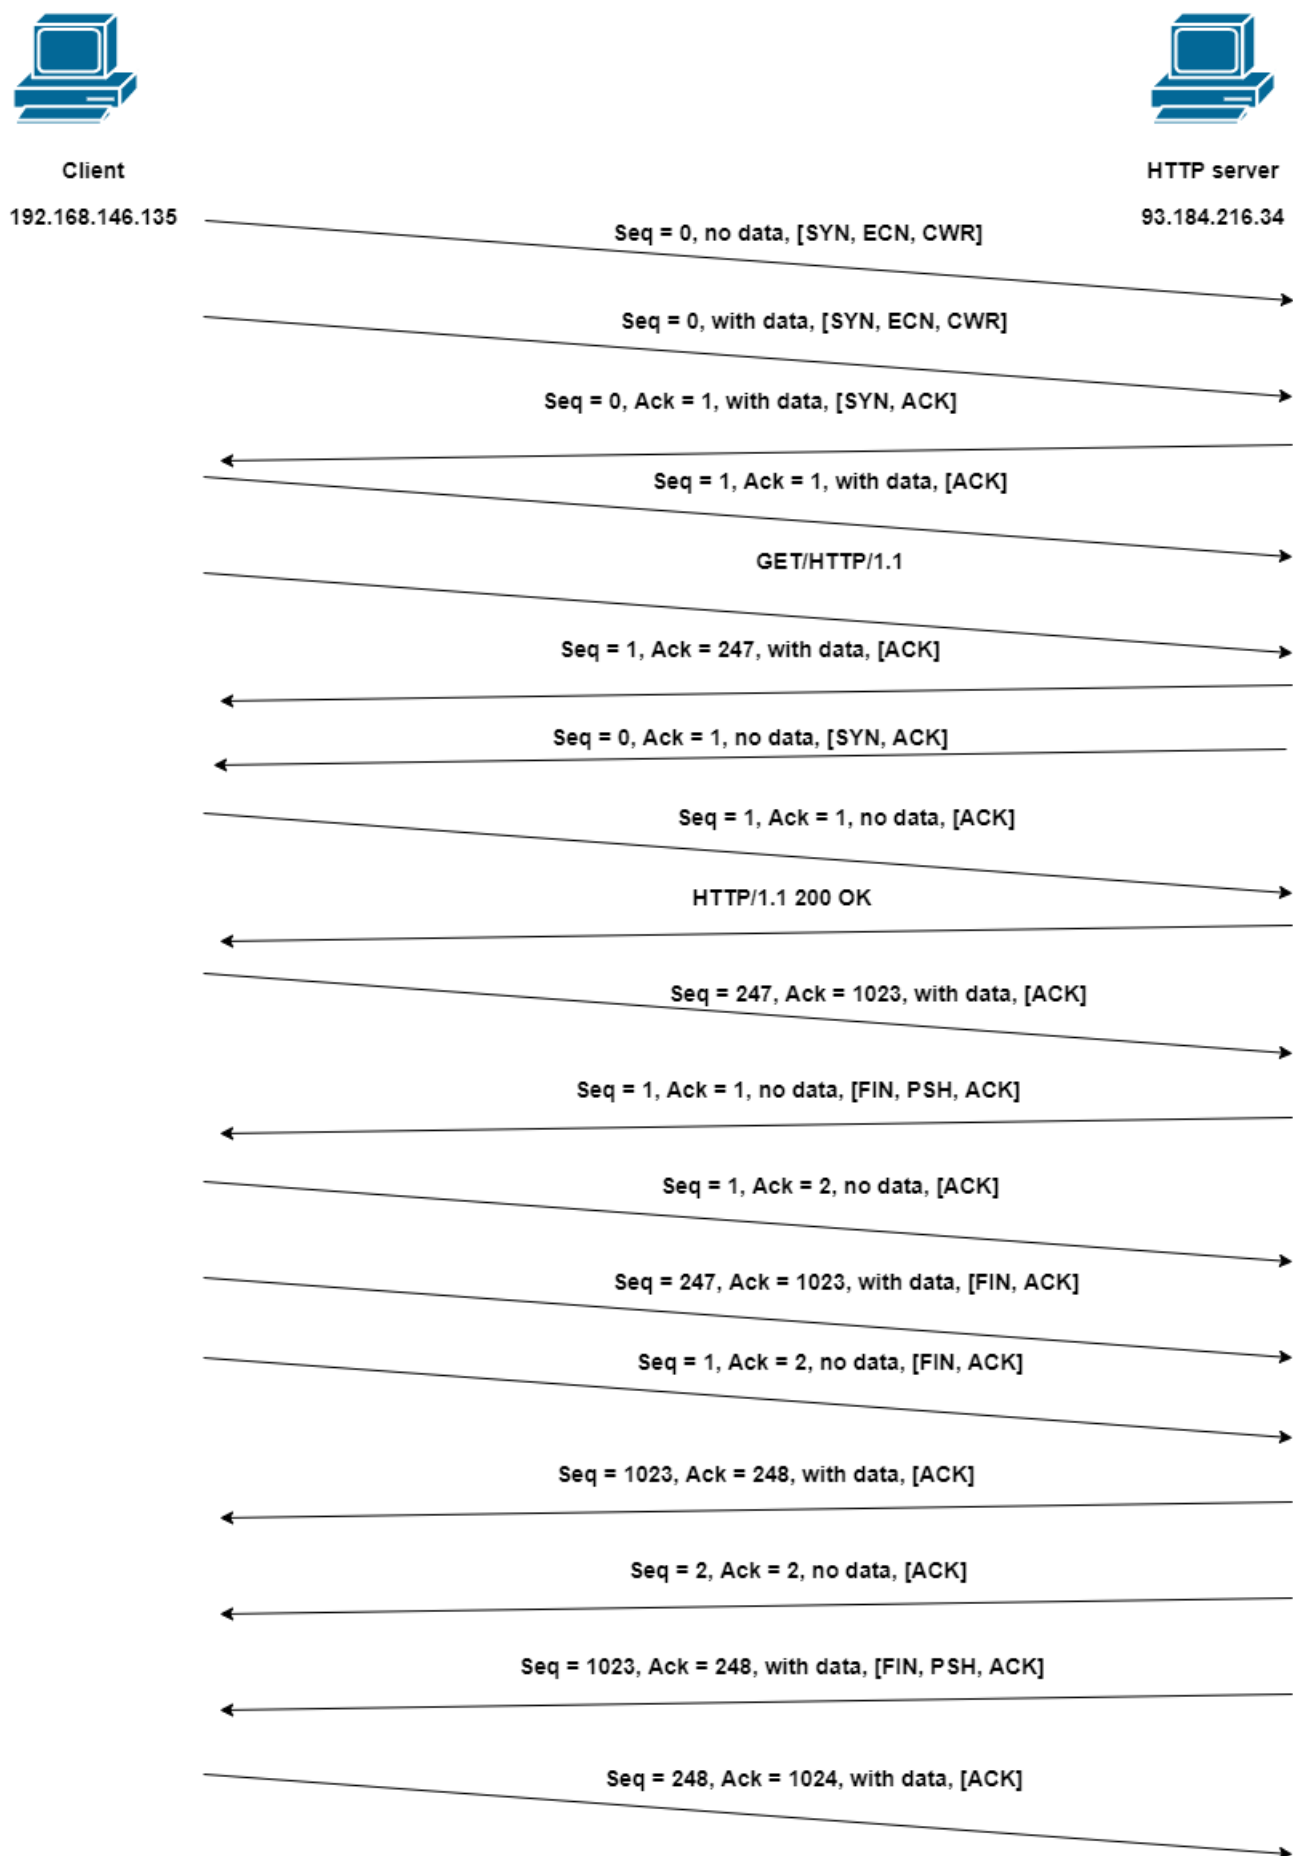 Client
HTTP server
192.168.146.135
93.184.216.34
Seq = 0, no data, [SYN, ECN, CWR]
Seq = 0, with data, [SYN, ECN, CWR]
Seq = 0, Ack = 1, with data, [SYN, ACK]
Seq = 1, Ack = 1, with data, [ACK]
GET/HTTP/1.1
Seq = 1, Ack = 247, with data, [ACK]
Seq = 0, Ack = 1, no data, [SYN, ACK]
Seq = 1, Ack = 1, no data, [ACK]
HTTP/1.1 200 OK
Seq = 247, Ack = 1023, with data, [ACK]
Seq = 1, Ack = 1, no data, [FIN, PSH, ACK]
Seq = 1, Ack = 2, no data, [ACK]
Seq = 247, Ack = 1023, with data, [FIN, ACK]
Seq = 1, Ack = 2, no data, [FIN, ACK]
Seq = 1023, Ack = 248, with data, [ACK]
Seq = 2, Ack = 2, no data, [ACK]
Seq = 1023, Ack = 248, with data, [FIN, PSH, ACK]
Seq = 248, Ack = 1024, with data, [ACK]